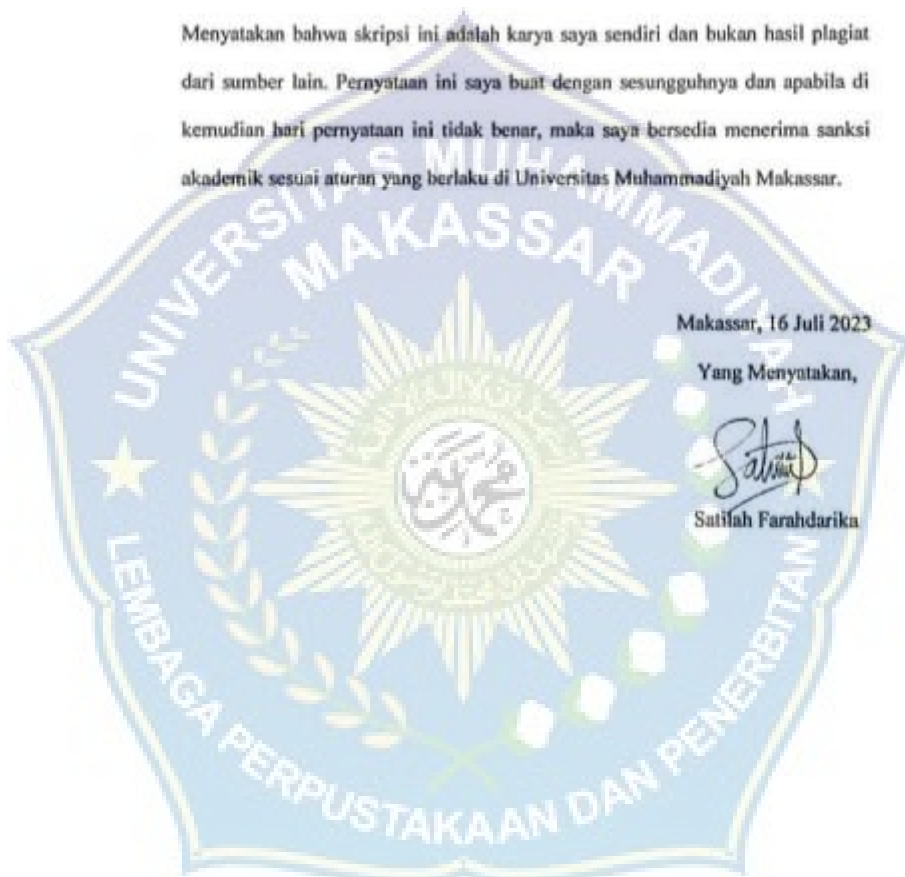 Menyatakan bahwa skripsi ini adalah karya saya sendiri dan bukan hasil plagiat
dari sumber lain. Pernyataan ini saya buat dengan sesungguhnya dan apabila di
kemudian hari pernyataan ini tidak benar, maka saya bersedia menerima sanksi
akademik sesuai aturan yang berlaku di Universitas Muhammadiyah Makassar.
UNIVERSITAS MUHAMMADIYAH
MAKASSAR
Makassar, 16 Juli 2023
Yang Menyatakan,
Satilah Farahdarika
محمدية
LEMBAGA PERPUSTAKAAN DAN PENERBITAN